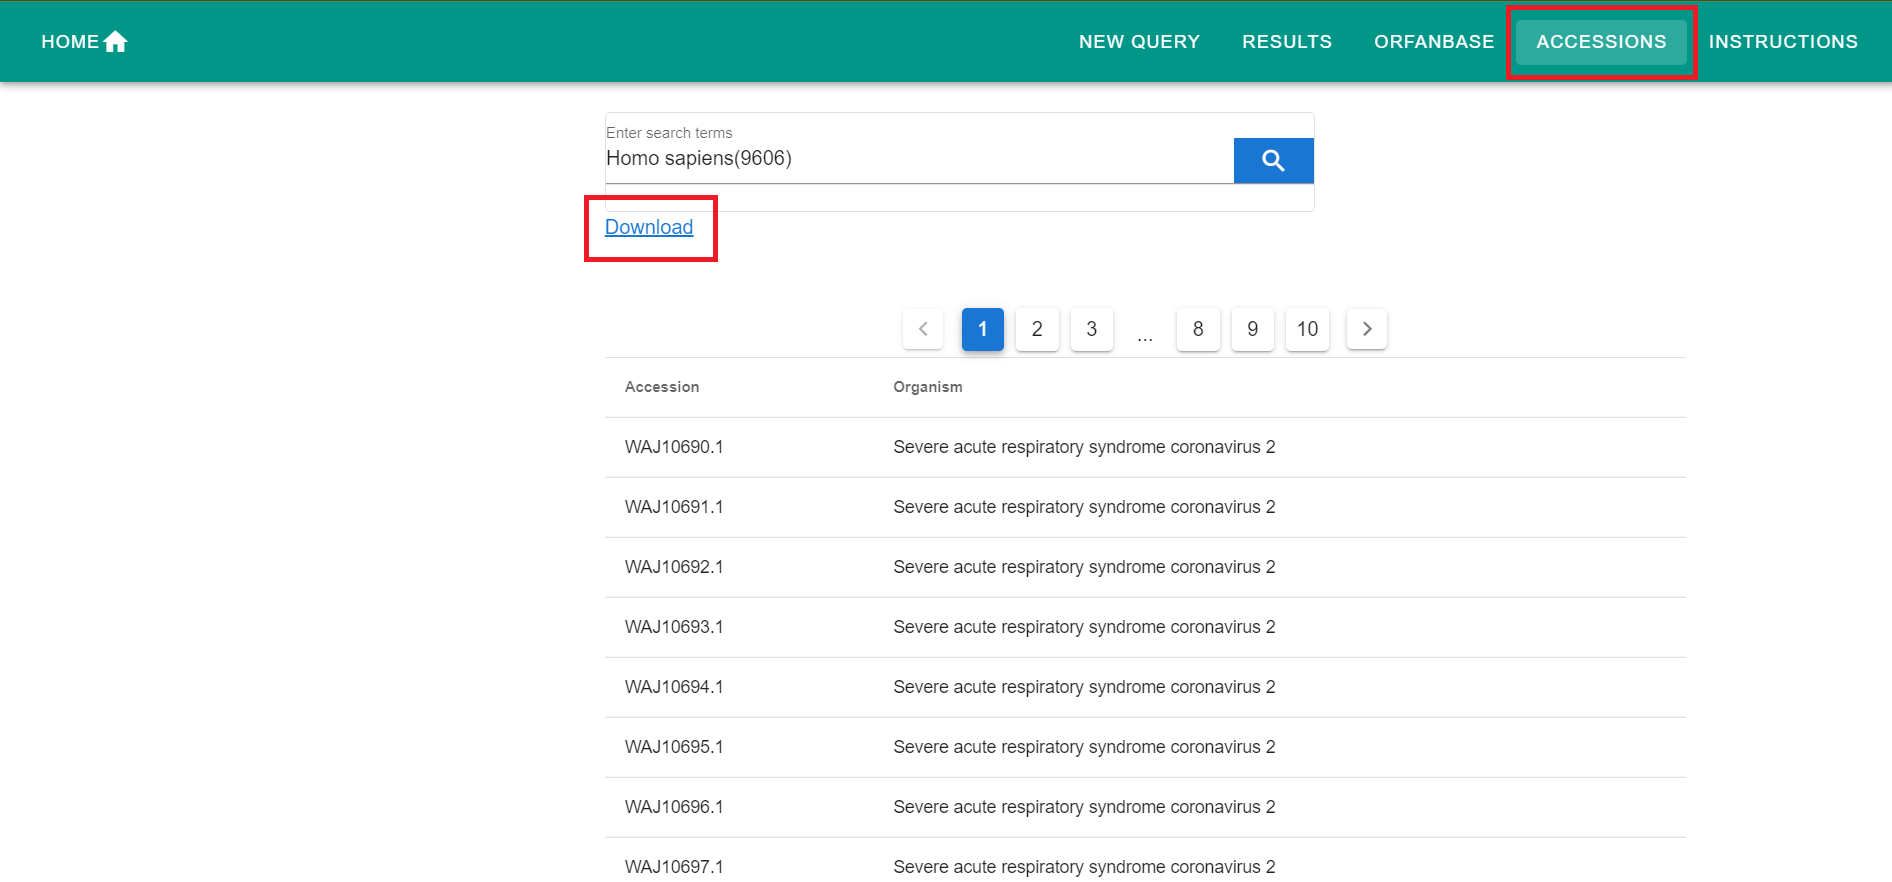 HOME NEW QUERY RESULTS ORFANBASE ACCESSIONS INSTRUCTIONS
Enter search terms
Homo sapiens(9606)
Download
1 2 3 ... 8 9 10
Accession Organism
WAJ10690.1 Severe acute respiratory syndrome coronavirus 2
WAJ10691.1 Severe acute respiratory syndrome coronavirus 2
WAJ10692.1 Severe acute respiratory syndrome coronavirus 2
WAJ10693.1 Severe acute respiratory syndrome coronavirus 2
WAJ10694.1 Severe acute respiratory syndrome coronavirus 2
WAJ10695.1 Severe acute respiratory syndrome coronavirus 2
WAJ10696.1 Severe acute respiratory syndrome coronavirus 2
WAJ10697.1 Severe acute respiratory syndrome coronavirus 2